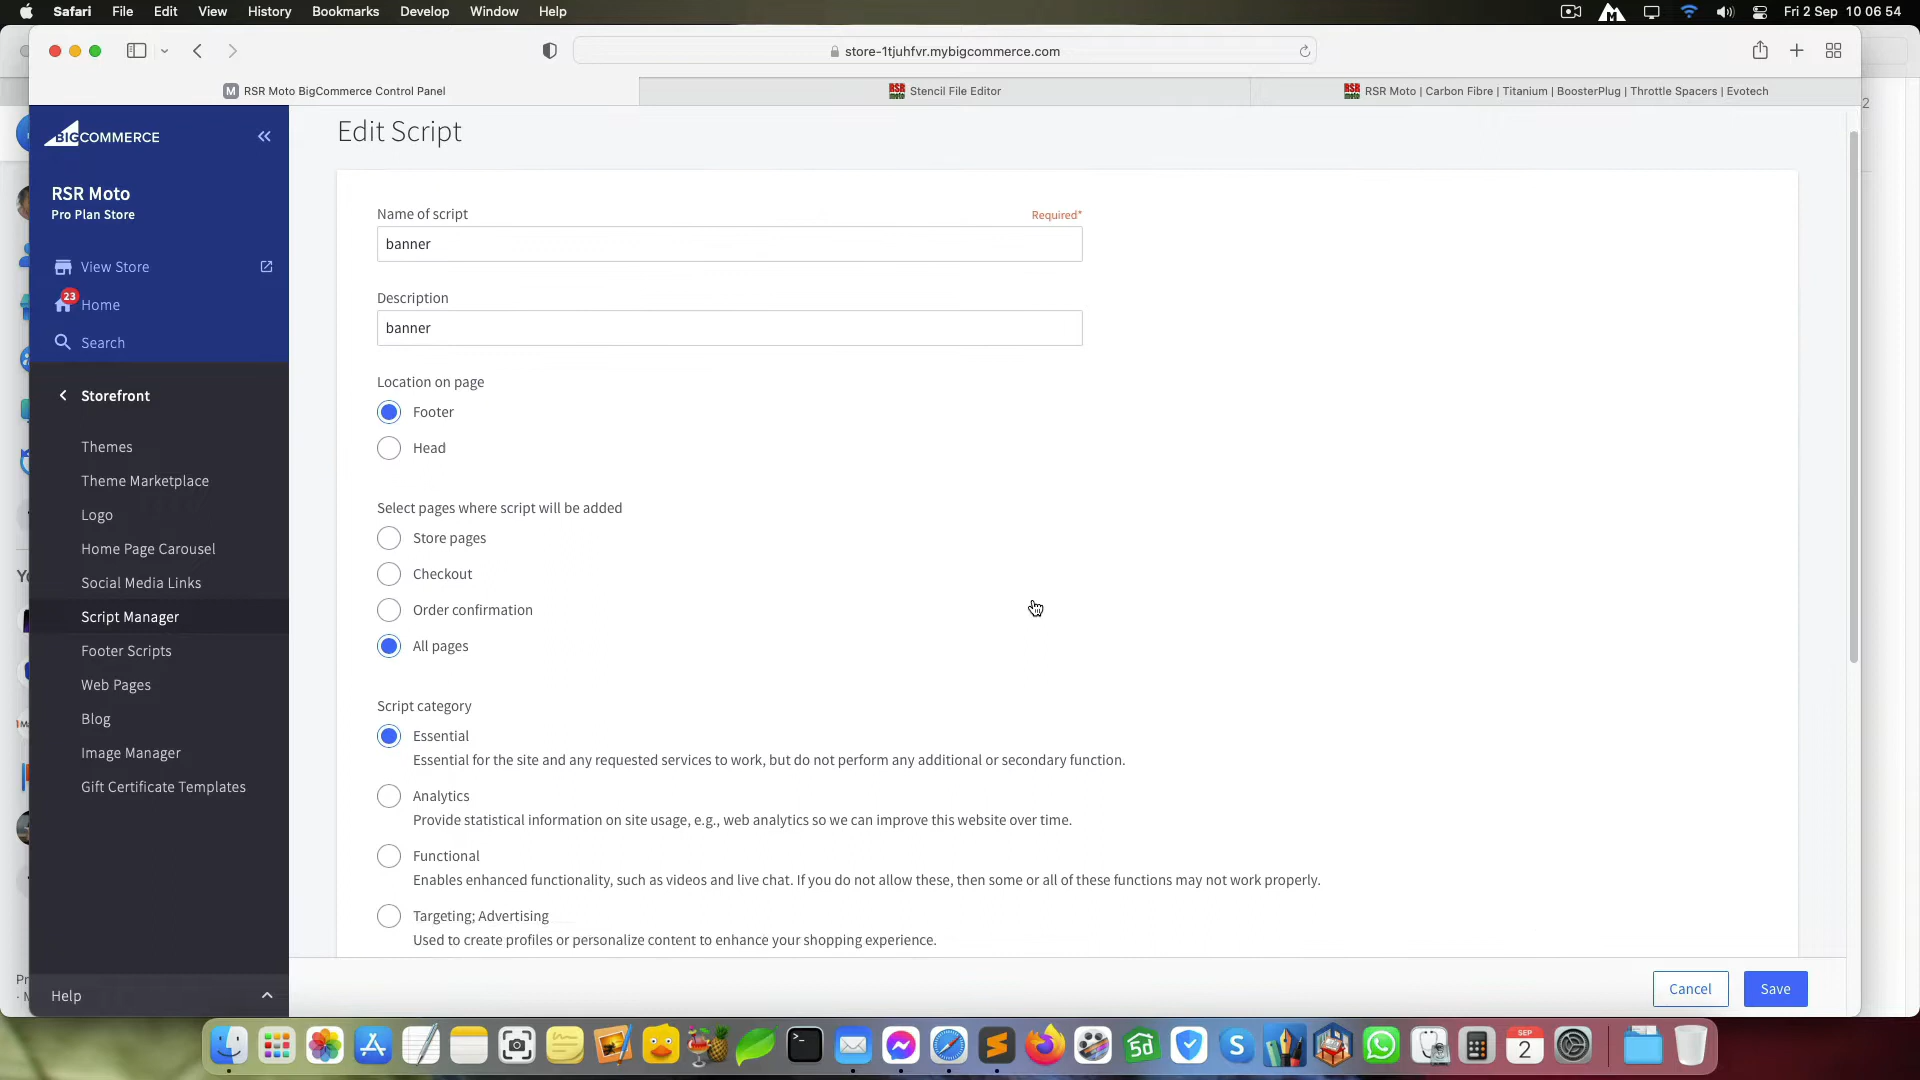 Safari File Edit View History Bookmarks Develop Window Help
Fri 2 Sep 10 06 54
store-1tjuhfvr.mybigcommerce.com
M RSR Moto BigCommerce Control Panel
RSR moto Stencil File Editor
RSR moto RSR Moto | Carbon Fibre | Titanium | BoosterPlug | Throttle Spacers | Evotech
2
BIGCOMMERCE
RSR Moto
Pro Plan Store
View Store
23
Home
Search
Storefront
Themes
Theme Marketplace
Logo
Home Page Carousel
Social Media Links
Script Manager
Footer Scripts
Web Pages
Blog
Image Manager
Gift Certificate Templates
Help
Edit Script
Name of script
Required*
banner
Description
banner
Location on page
Footer
Head
Select pages where script will be added
Store pages
Checkout
Order confirmation
All pages
Script category
Essential
Essential for the site and any requested services to work, but do not perform any additional or secondary function.
Analytics
Provide statistical information on site usage, e.g., web analytics so we can improve this website over time.
Functional
Enables enhanced functionality, such as videos and live chat. If you do not allow these, then some or all of these functions may not work properly.
Targeting; Advertising
Used to create profiles or personalize content to enhance your shopping experience.
Cancel
Save
SEP
2